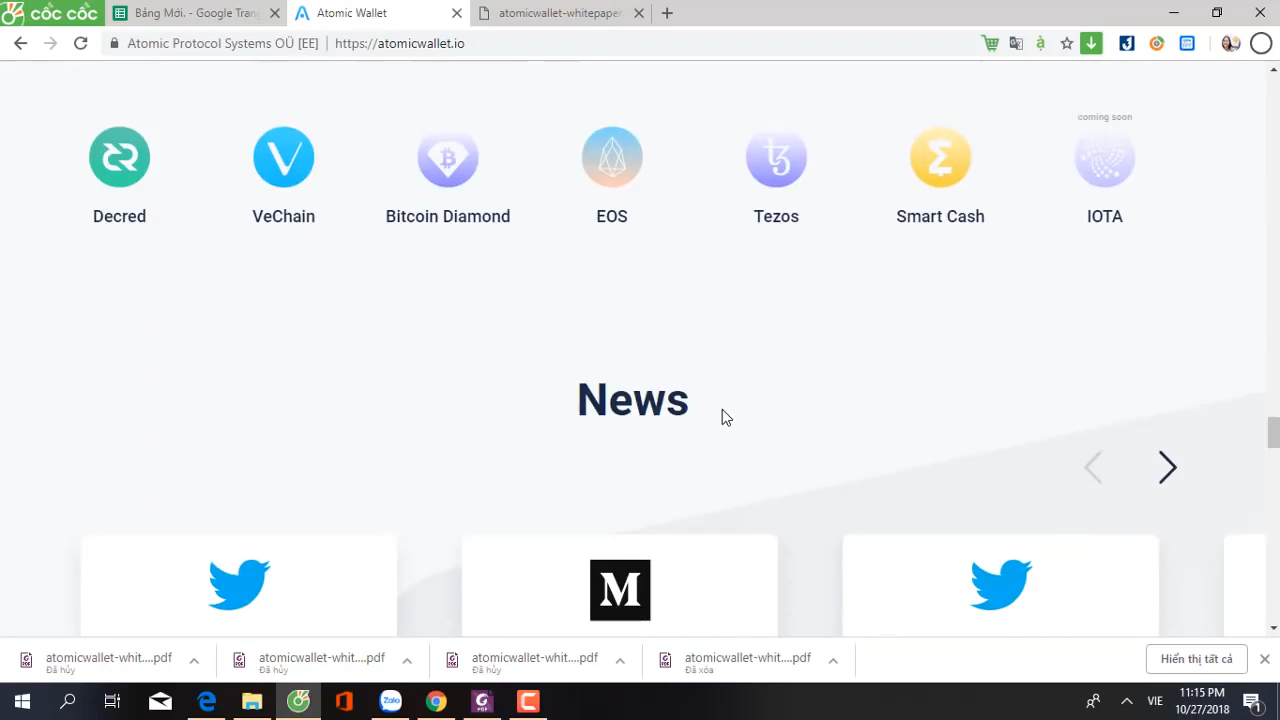 cốc cốc
Bảng Mới. - Google Trang
Atomic Wallet
atomicwallet-whitepaper
Atomic Protocol Systems OÜ [EE]
https://atomicwallet.io
coming soon
Decred
VeChain
Bitcoin Diamond
EOS
Tezos
Smart Cash
IOTA
News
M
atomicwallet-whit....pdf
Đã hủy
atomicwallet-whit....pdf
Đã hủy
atomicwallet-whit....pdf
Đã hủy
atomicwallet-whit....pdf
Đã xóa
Hiển thị tất cả
Zalo
VIE
11:15 PM
10/27/2018
1